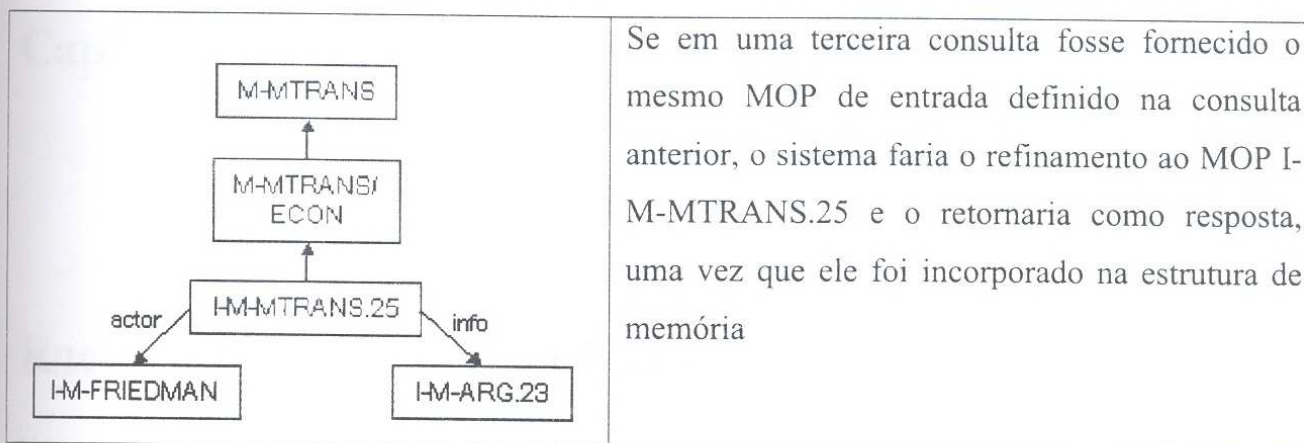 M-MTRANS
M-MTRANS/
ECON
I-M-MTRANS.25
actor
info
I-M-FRIEDMAN
I-M-ARG.23
Se em uma terceira consulta fosse fornecido o
mesmo MOP de entrada definido na consulta
anterior, o sistema faria o refinamento ao MOP I-
M-MTRANS.25 e o retornaria como resposta,
uma vez que ele foi incorporado na estrutura de
memória